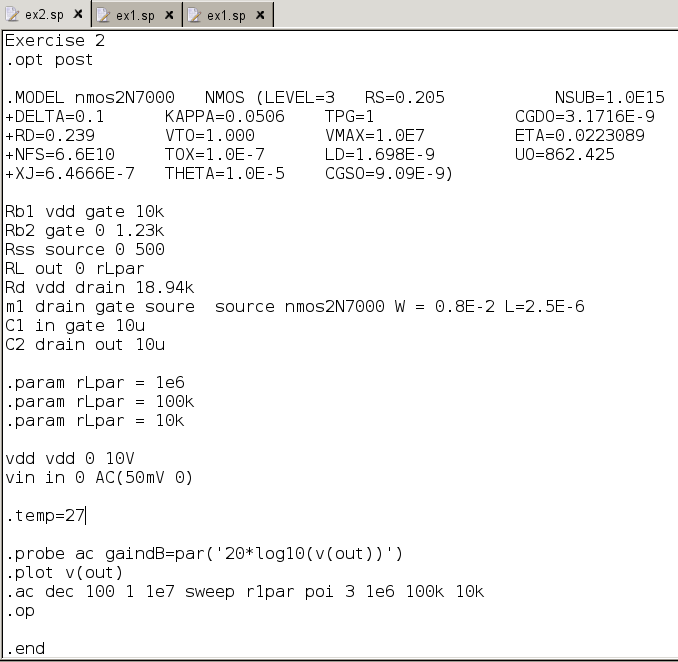 ex2.sp ex1.sp ex1.sp
Exercise 2
.opt post
.MODEL nmos2N7000 NMOS (LEVEL=3 RS=0.205 NSUB=1.0E15
+DELTA=0.1 KAPPA=0.0506 TPG=1 CGDO=3.1716E-9
+RD=0.239 VTO=1.000 VMAX=1.0E7 ETA=0.0223089
+NFS=6.6E10 TOX=1.0E-7 LD=1.698E-9 UO=862.425
+XJ=6.4666E-7 THETA=1.0E-5 CGSO=9.09E-9)
Rb1 vdd gate 10k
Rb2 gate 0 1.23k
Rss source 0 500
RL out 0 rLpar
Rd vdd drain 18.94k
m1 drain gate soure source nmos2N7000 W = 0.8E-2 L=2.5E-6
C1 in gate 10u
C2 drain out 10u
.param rLpar = 1e6
.param rLpar = 100k
.param rLpar = 10k
vdd vdd 0 10V
vin in 0 AC(50mV 0)
.temp=27
.probe ac gaindB=par('20*log10(v(out))')
.plot v(out)
.ac dec 100 1 1e7 sweep r1par poi 3 1e6 100k 10k
.op
.end